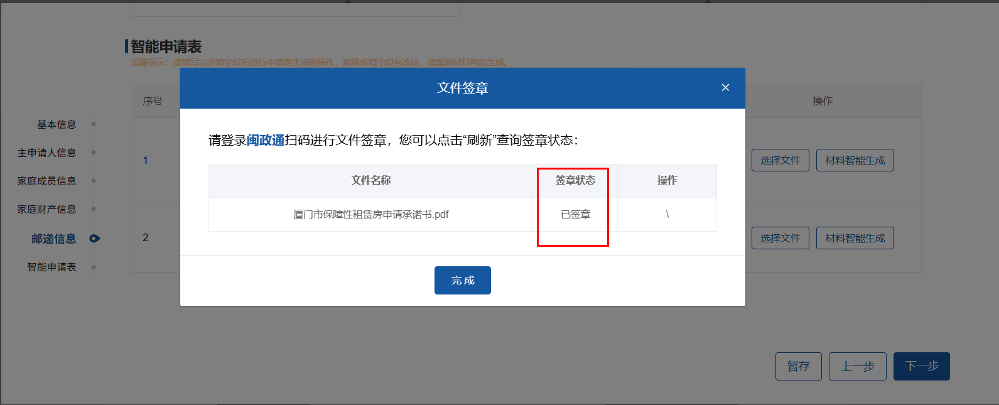 智能申请表
温馨提示：请填写完必填字段后进行申请表生成的操作，如果必填字段有改动，请重新材料智能生成。
序号
操作
1
选择文件
材料智能生成
2
选择文件
材料智能生成
基本信息
主申请人信息
家庭成员信息
家庭财产信息
邮递信息
智能申请表
文件签章
×
请登录闽政通扫码进行文件签章，您可以点击“刷新”查询签章状态：
文件名称
签章状态
操作
厦门市保障性租赁房申请承诺书.pdf
已签章
\
完成
暂存
上一步
下一步